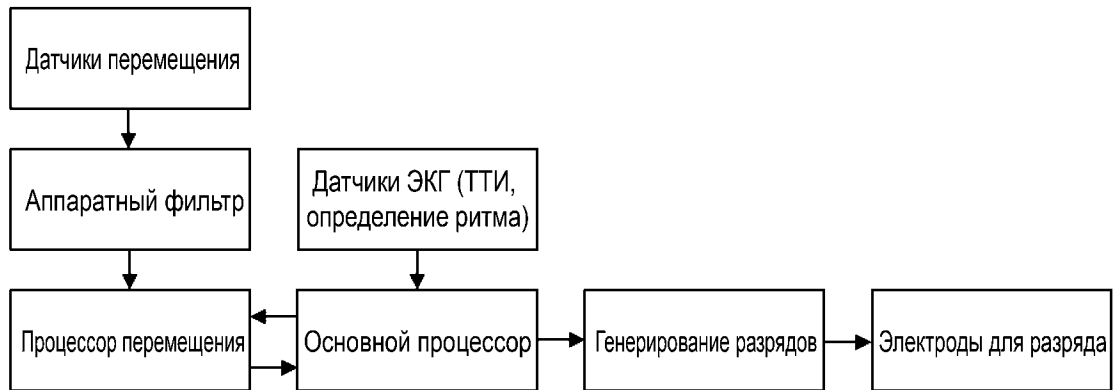 Датчики перемещения
Аппаратный фильтр
Датчики ЭКГ (ТТИ,
определение ритма)
Процессор перемещения
Основной процессор
Генерирование разрядов
Электроды для разряда